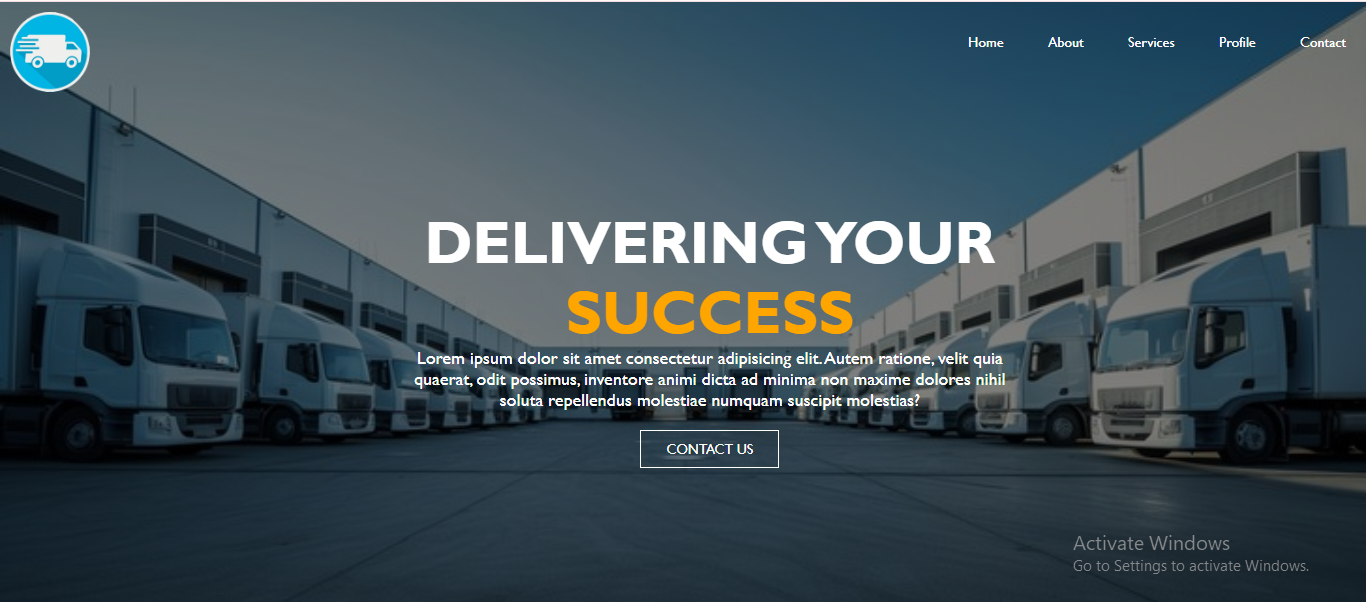 Home About Services Profile Contact
DELIVERING YOUR
SUCCESS
Lorem ipsum dolor sit amet consectetur adipisicing elit. Autem ratione, velit quia
quaerat, odit possimus, inventore animi dicta ad minima non maxime dolores nihil
soluta repellendus molestiae numquam suscipit molestias?
CONTACT US
Activate Windows
Go to Settings to activate Windows.